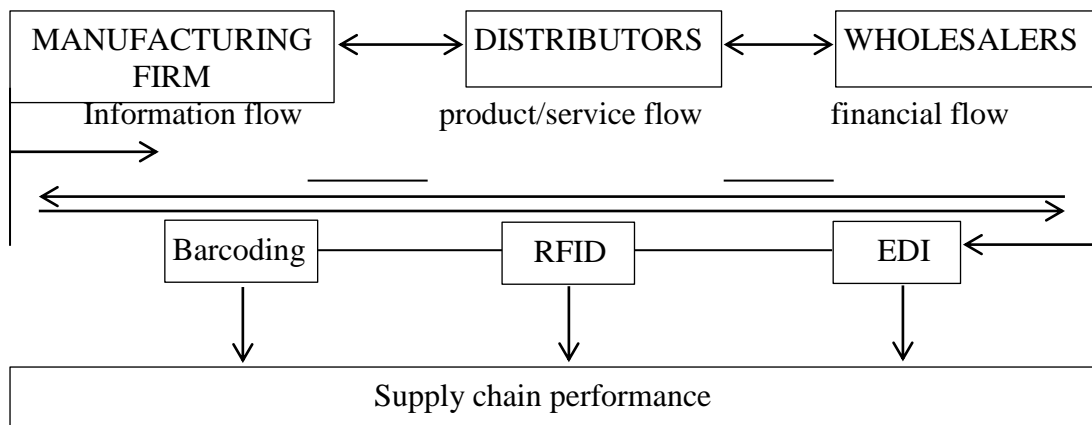 MANUFACTURING DISTRIBUTORS WHOLESALERS
FIRM
Information flow product/service flow financial flow
Barcoding RFID EDI
Supply chain performance